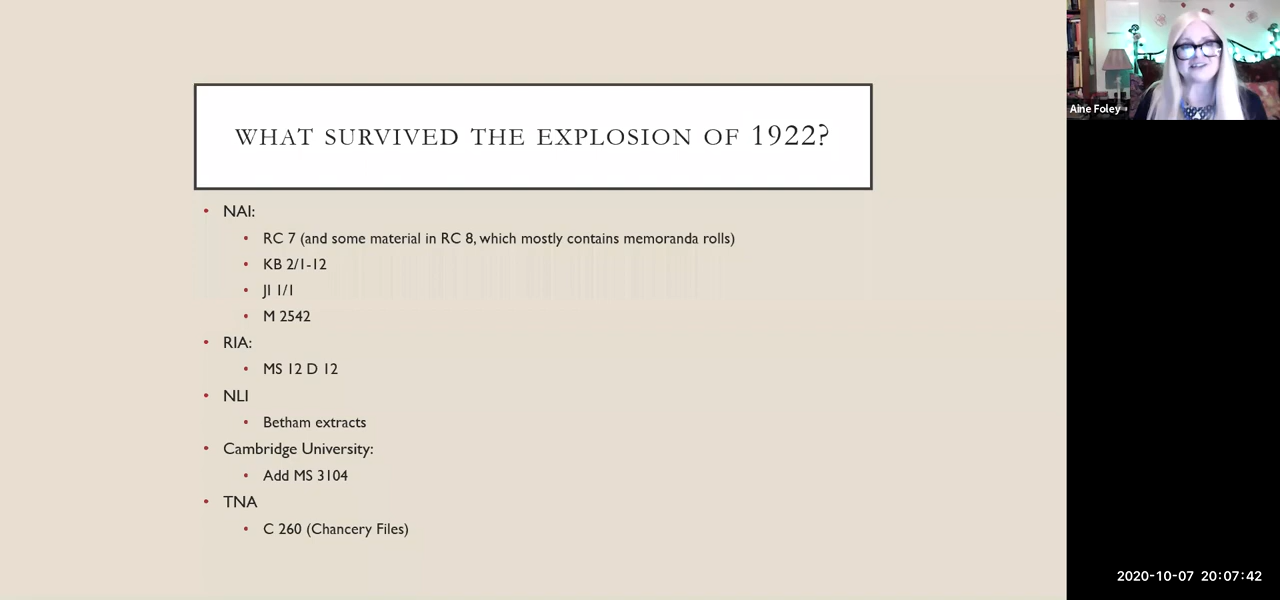 WHAT SURVIVED THE EXPLOSION OF 1922?
• NAI:
• RC 7 (and some material in RC 8, which mostly contains memoranda rolls)
• KB 2/1-12
• JI 1/1
• M 2542
• RIA:
• MS 12 D 12
• NLI
• Betham extracts
• Cambridge University:
• Add MS 3104
• TNA
• C 260 (Chancery Files)
Aine Foley
2020-10-07 20:07:42